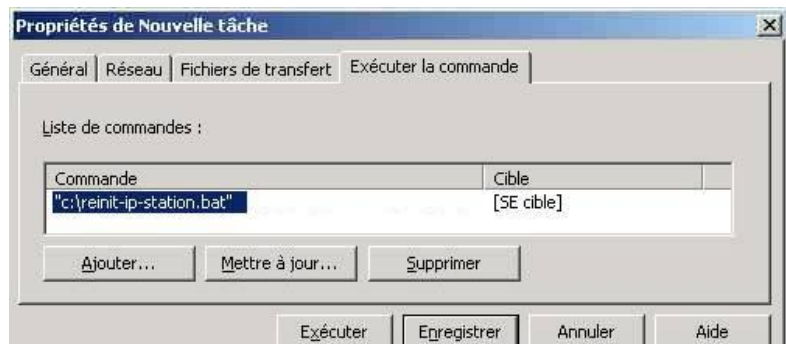 Propriétés de Nouvelle tâche
Général Réseau Fichiers de transfert Exécuter la commande
Liste de commandes :
Commande Cible
"c:\reinit-ip-station.bat" [SE cible]
Ajouter... Mettre à jour... Supprimer
Exécuter Enregistrer Annuler Aide